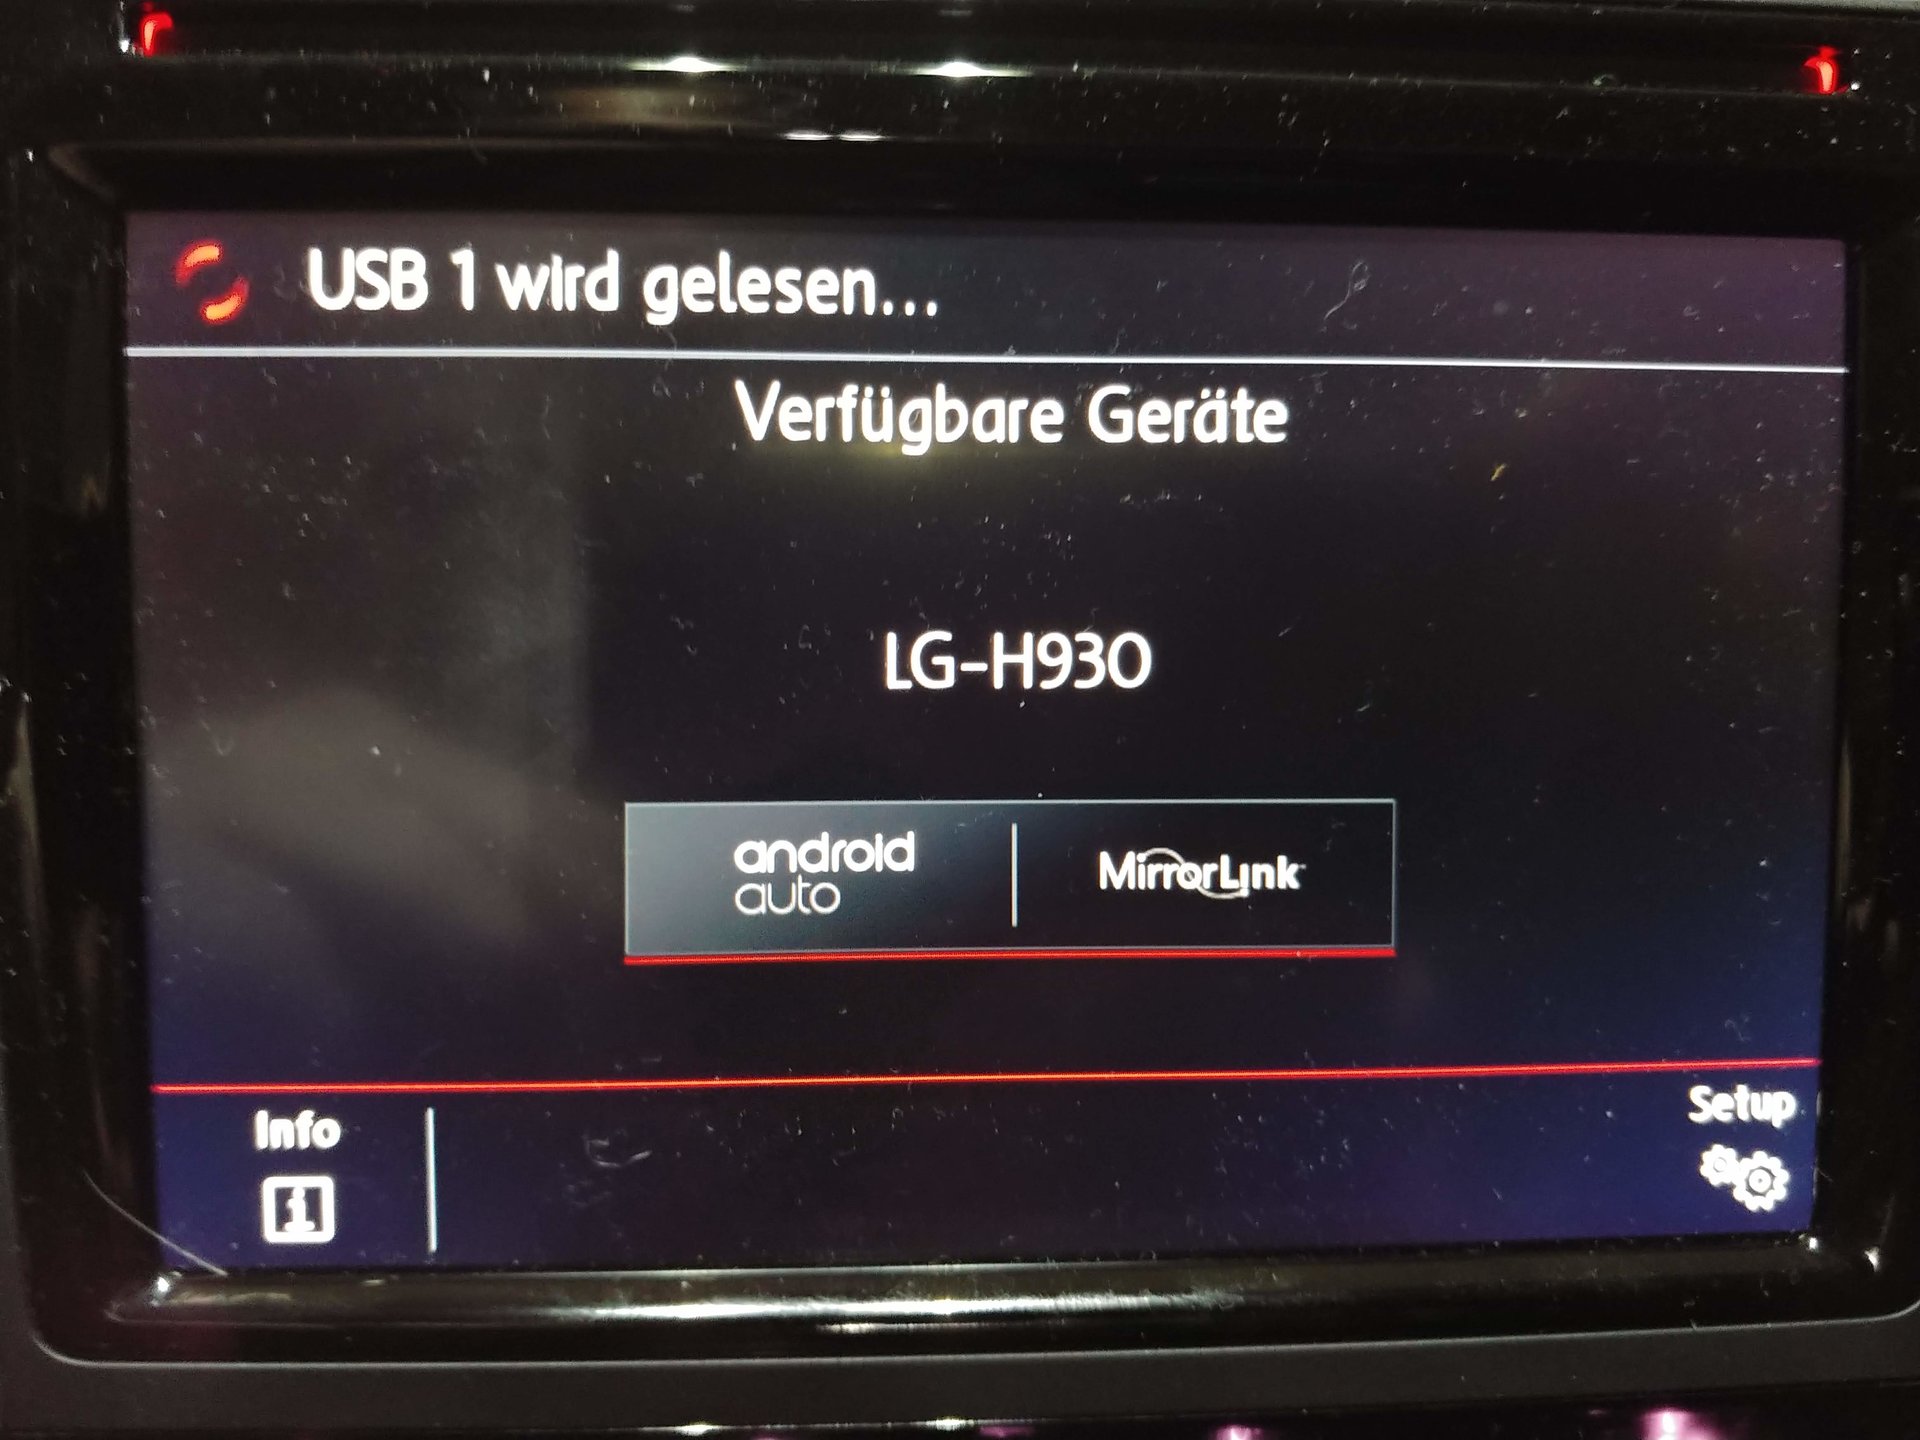 USB 1 wird gelesen...
Verfügbare Geräte
LG-H930
android
auto
MirrorLink
Info
Setup